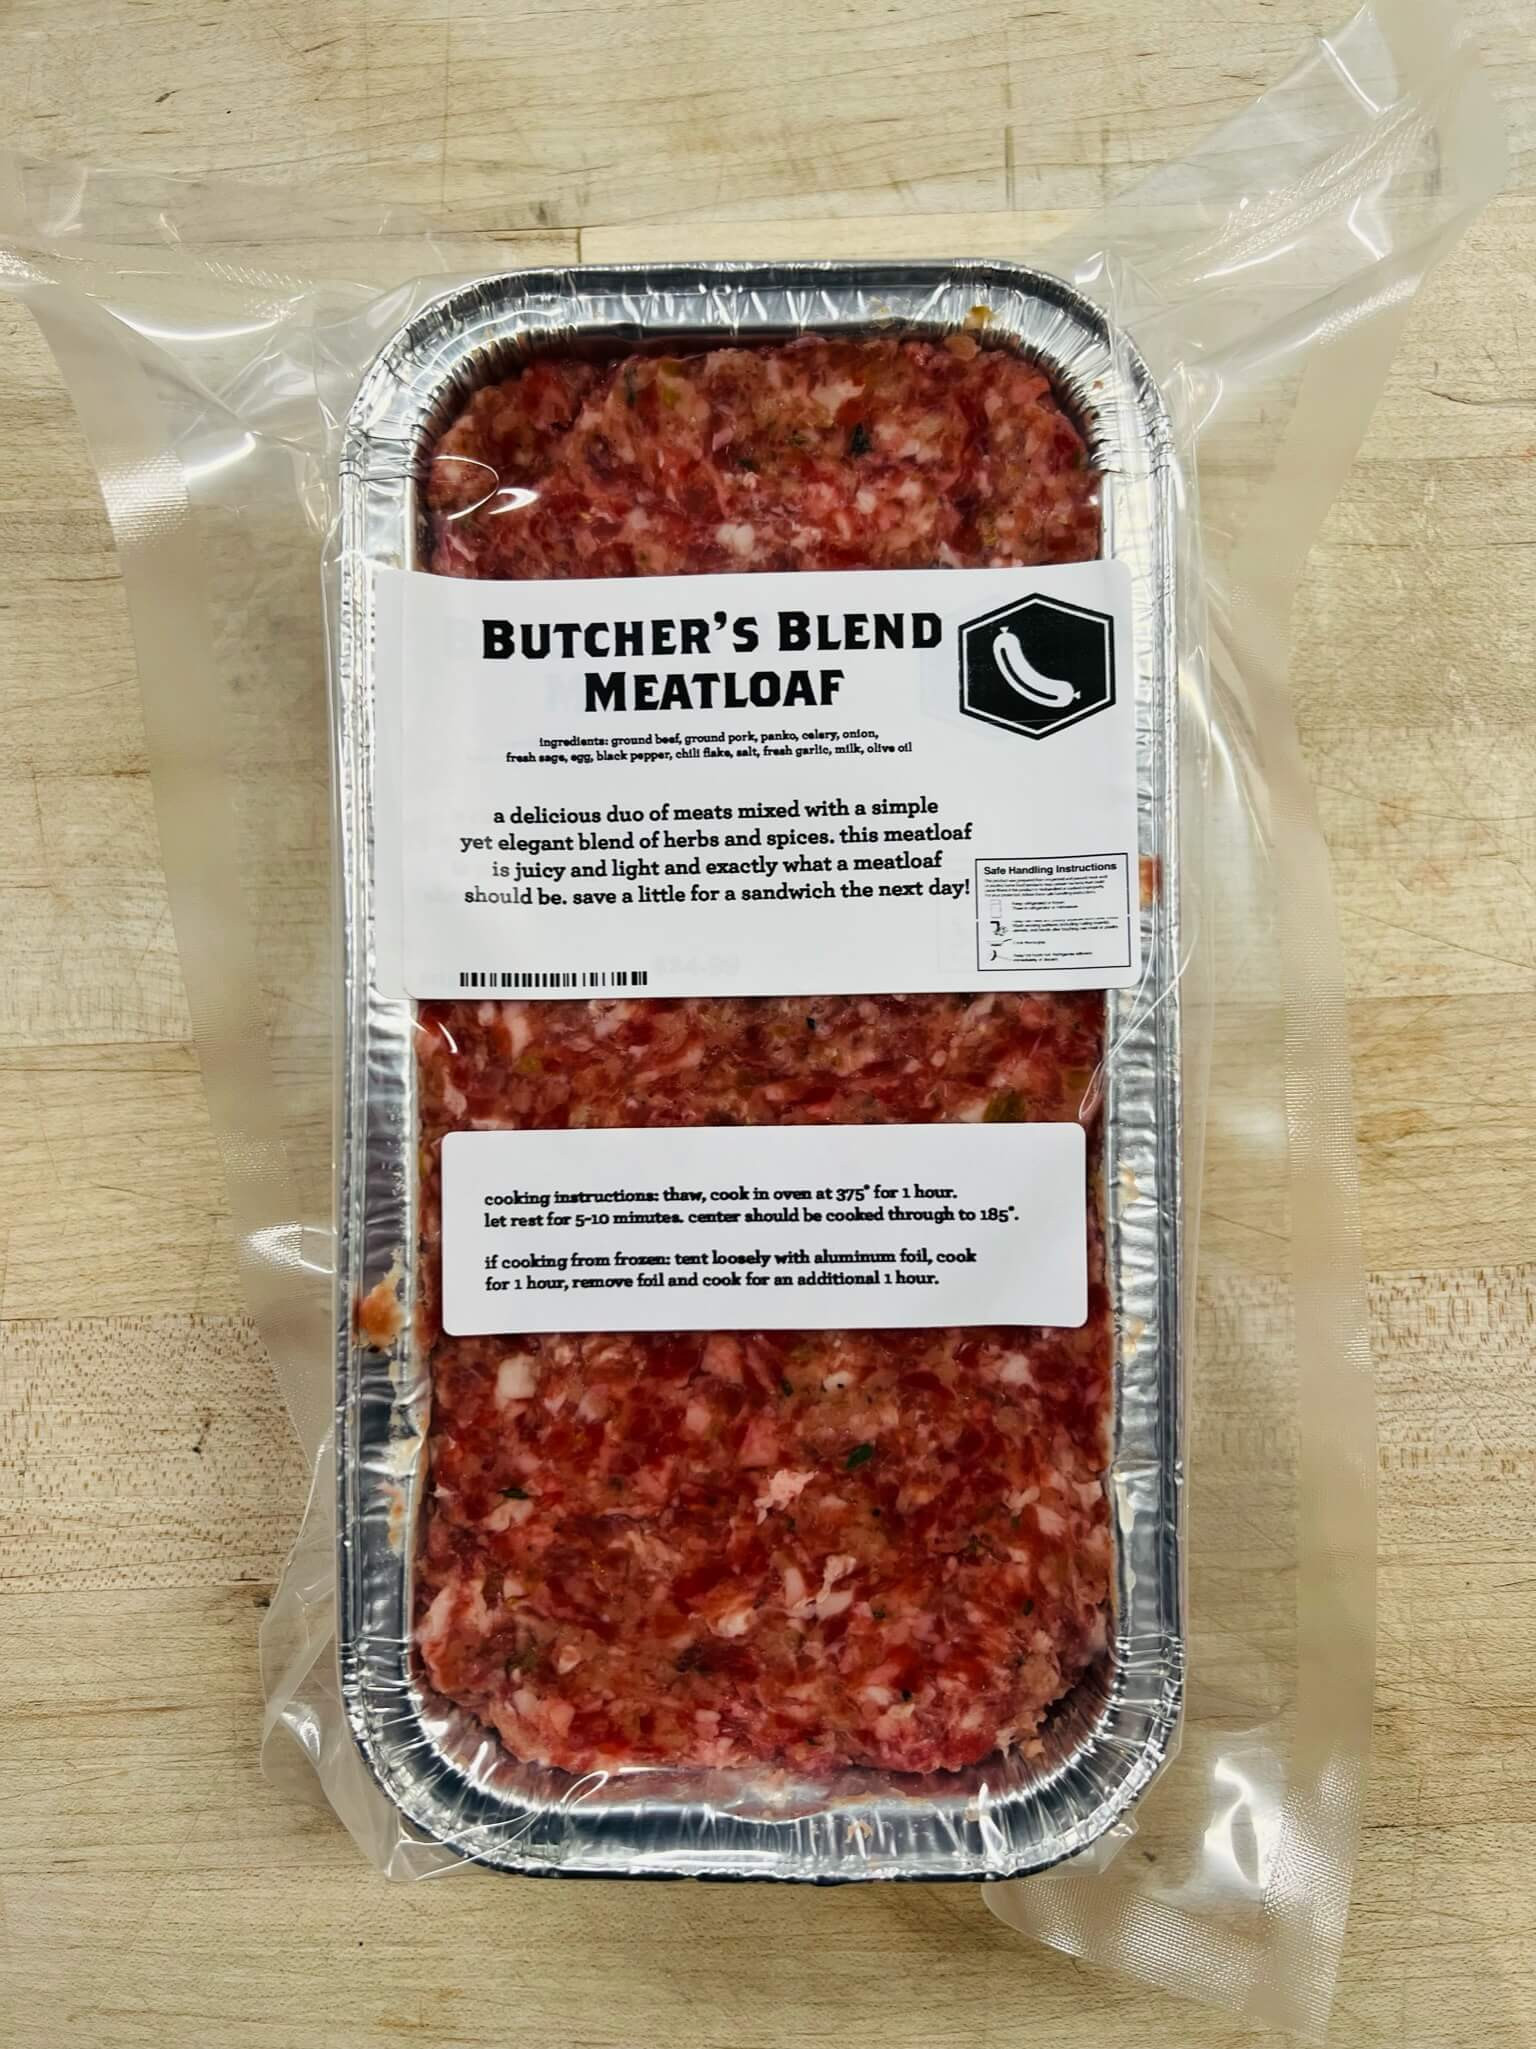 BUTCHER'S BLEND
MEATLOAF
ingredients: ground beef, ground pork, panko, celery, onion,
fresh sage, egg, black pepper, chili flake, salt, fresh garlic, milk, olive oil
a delicious duo of meats mixed with a simple
yet elegant blend of herbs and spices. this meatloaf
is juicy and light and exactly what a meatloaf
should be. save a little for a sandwich the next day!
Safe Handling Instructions
cooking instructions: thaw, cook in oven at 375° for 1 hour.
let rest for 5-10 minutes. center should be cooked through to 185°.
if cooking from frozen: tent loosely with aluminum foil, cook
for 1 hour, remove foil and cook for an additional 1 hour.